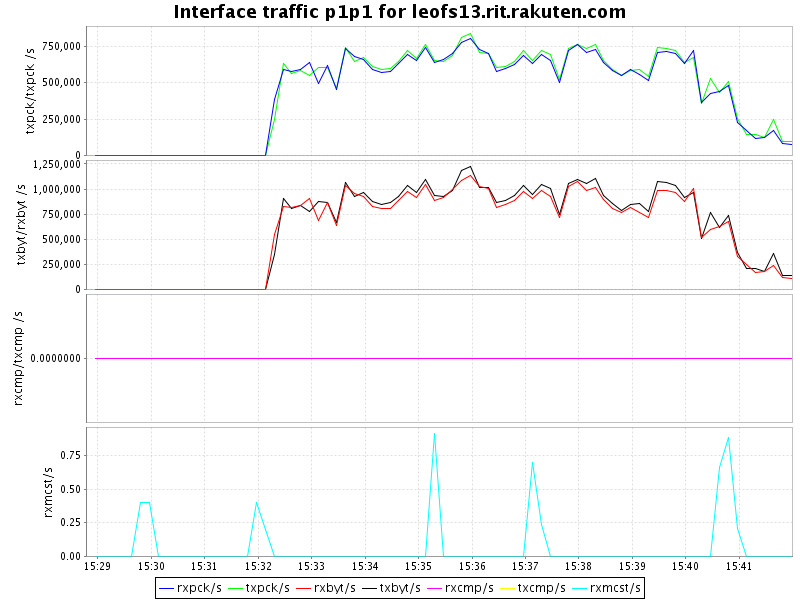 Interface traffic p1p1 for leofs13.rit.rakuten.com
txpck/txpck /s
750,000
500,000
250,000
0
txbyt/rxbyt /s
1,250,000
1,000,000
750,000
500,000
250,000
0
rxcmp/txcmp /s
0.0000000
rxmcst/s
0.75
0.50
0.25
0.00
15:29 15:30 15:31 15:32 15:33 15:34 15:35 15:36 15:37 15:38 15:39 15:40 15:41
rxpck/s txpck/s rxbyt/s txbyt/s rxcmp/s txcmp/s rxmcst/s